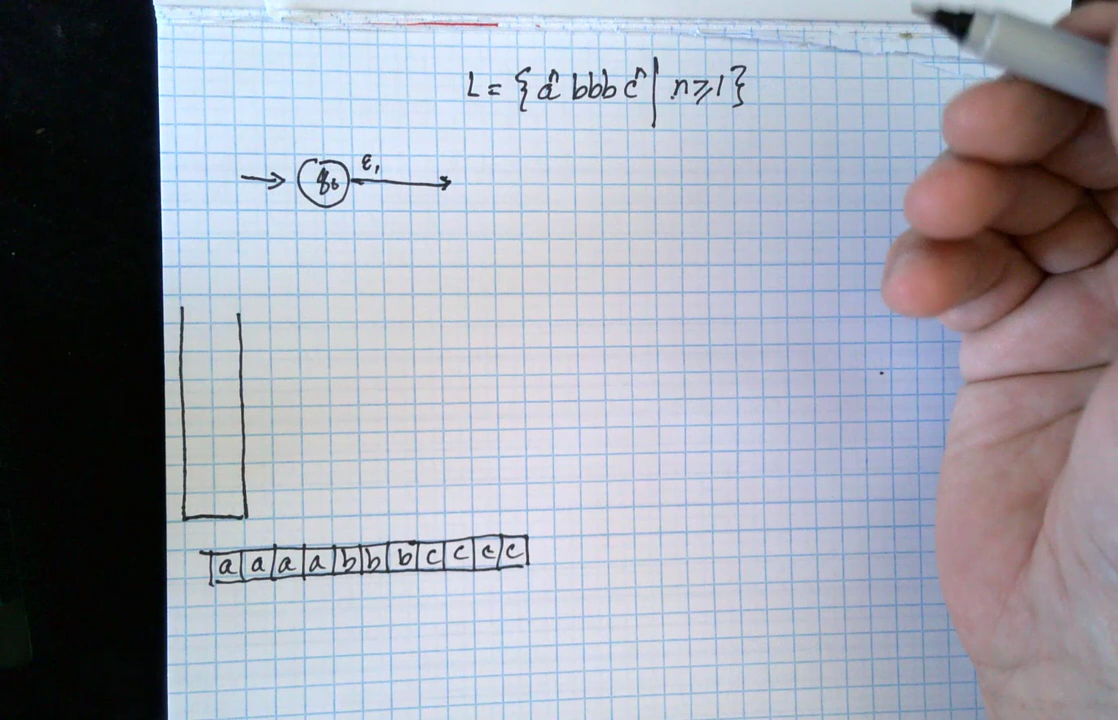 L = { aⁿ bbb cⁿ | n ≥ 1 }
q₀ ε,
a a a a b b b c c c c